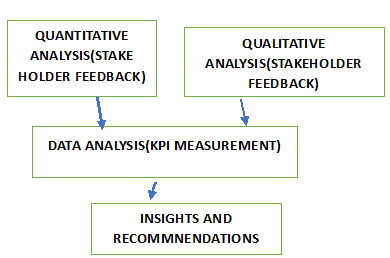 QUANTITATIVE
ANALYSIS(STAKE
HOLDER FEEDBACK)
QUALITATIVE
ANALYSIS(STAKEHOLDER
FEEDBACK)
DATA ANALYSIS(KPI MEASUREMENT)
INSIGHTS AND
RECOMMNENDATIONS